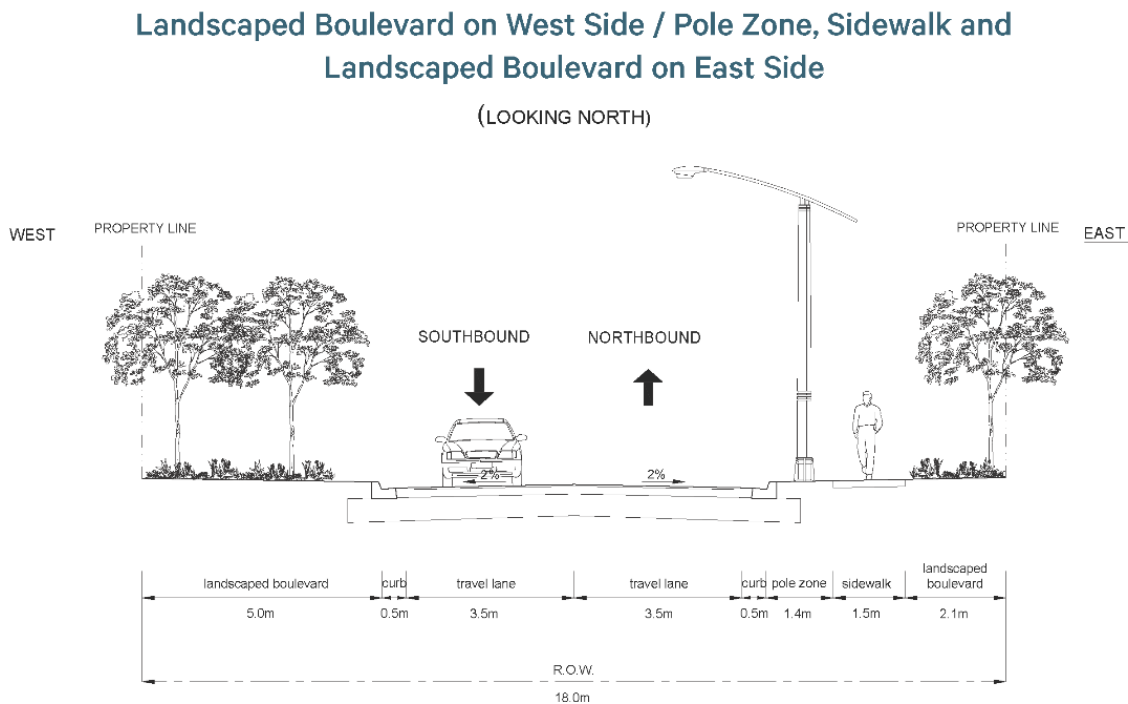 Landscaped Boulevard on West Side / Pole Zone, Sidewalk and
Landscaped Boulevard on East Side
(LOOKING NORTH)
WEST
PROPERTY LINE
PROPERTY LINE
EAST
SOUTHBOUND
NORTHBOUND
2%
2%
landscaped boulevard
curb
travel lane
travel lane
curb
pole zone
sidewalk
landscaped
boulevard
5.0m
0.5m
3.5m
3.5m
0.5m
1.4m
1.5m
2.1m
R.O.W.
18.0m